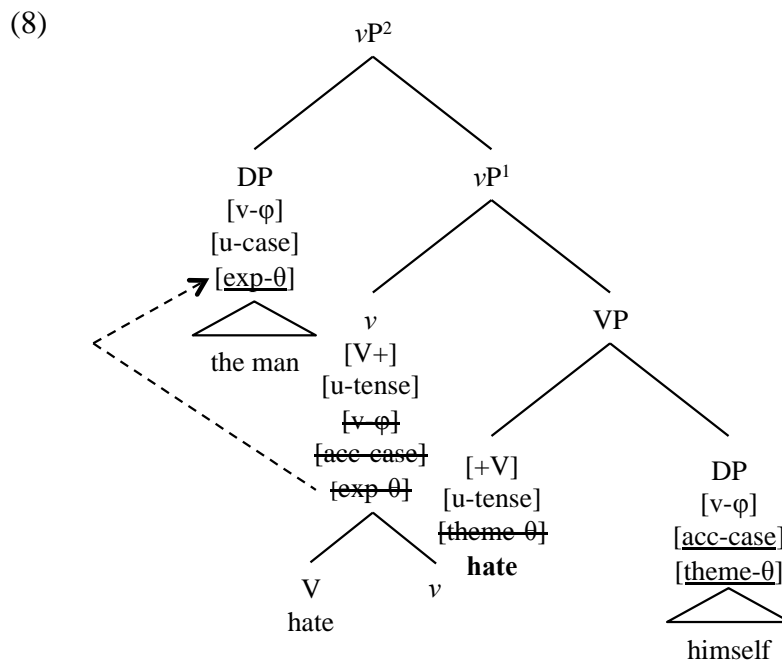 (8)
vP²
DP vP¹
[v-φ]
[u-case]
[exp-θ]
the man
v VP
[V+]
[u-tense]
[v-φ]
[acc-case]
[exp-θ]
V v
hate
[+V]
[u-tense]
[theme-θ]
hate
DP
[v-φ]
[acc-case]
[theme-θ]
himself